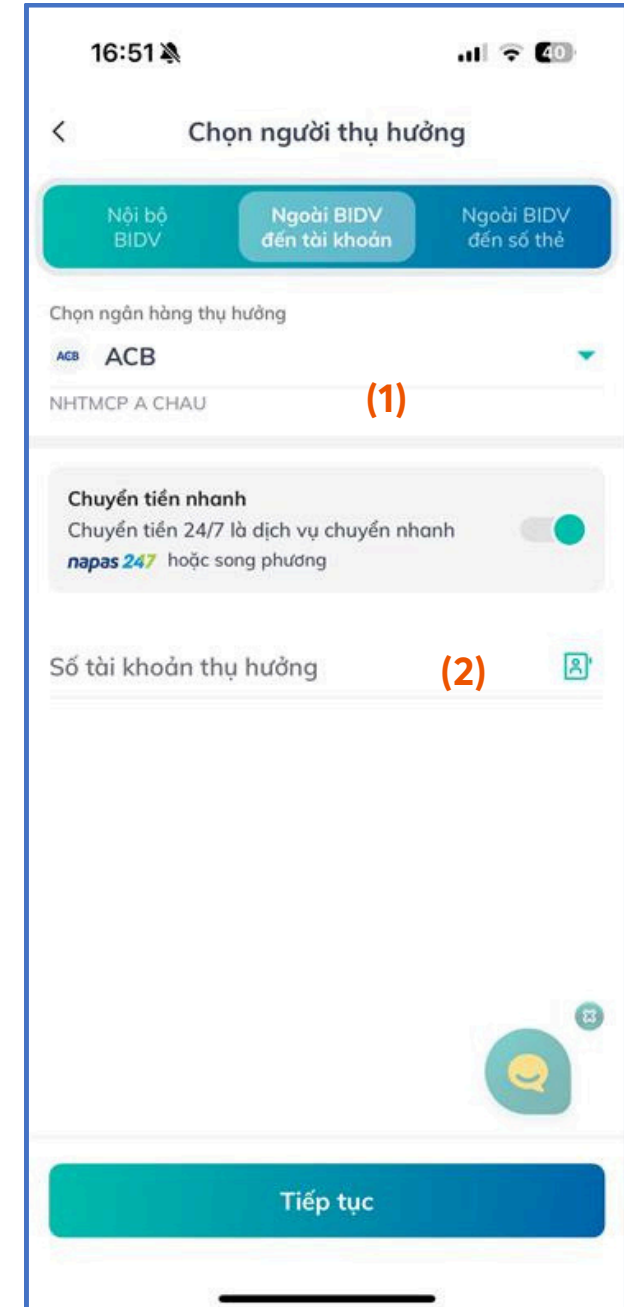 16:51
40
Chọn người thụ hưởng
Nội bộ
BIDV
Ngoài BIDV
đến tài khoản
Ngoài BIDV
đến số thẻ
Chọn ngân hàng thụ hưởng
ACB ACB
NHTMCP A CHAU
(1)
Chuyển tiền nhanh
Chuyển tiền 24/7 là dịch vụ chuyển nhanh
napas 247 hoặc song phương
Số tài khoản thụ hưởng
(2)
Tiếp tục